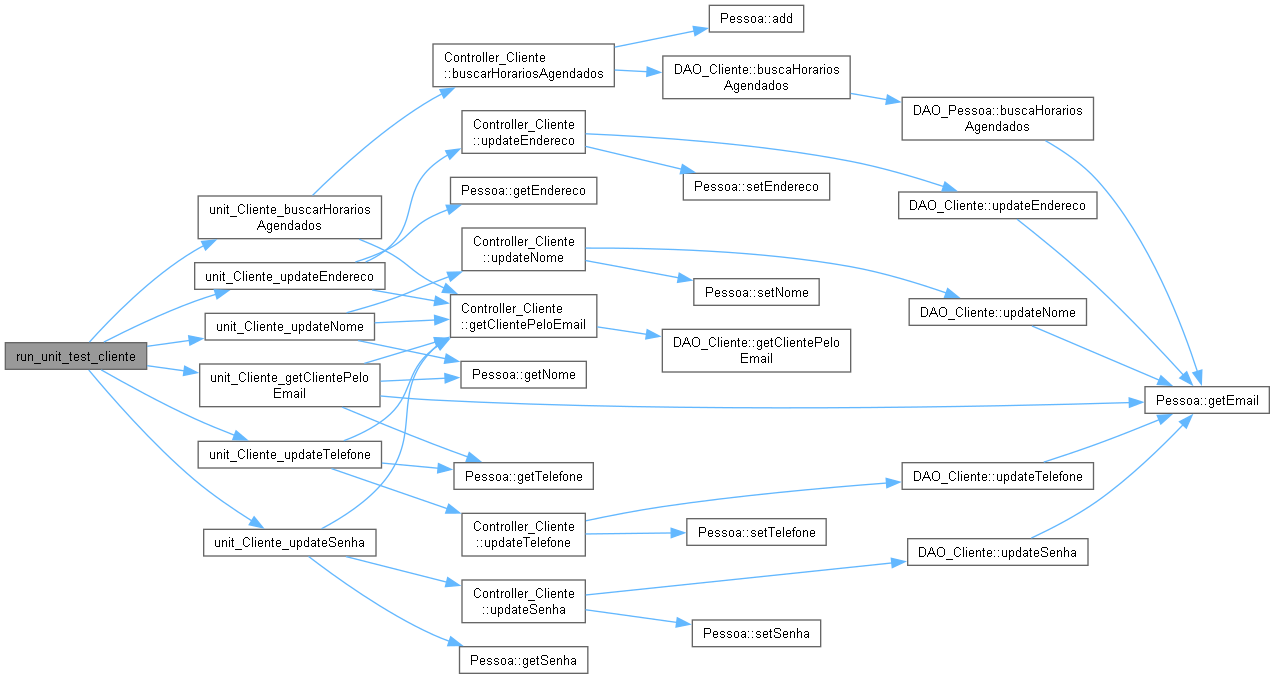 Pessoa::add
Controller_Cliente
::buscarHorariosAgendados
DAO_Cliente::buscaHorarios
Agendados
DAO_Pessoa::buscaHorarios
Agendados
Controller_Cliente
::updateEndereco
Pessoa::getEndereco
Pessoa::setEndereco
unit_Cliente_buscarHorarios
Agendados
DAO_Cliente::updateEndereco
Controller_Cliente
::updateNome
unit_Cliente_updateEndereco
Pessoa::setNome
Controller_Cliente
::getClientePeloEmail
DAO_Cliente::updateNome
unit_Cliente_updateNome
DAO_Cliente::getClientePelo
Email
run_unit_test_cliente
unit_Cliente_getClientePelo
Email
Pessoa::getNome
Pessoa::getEmail
unit_Cliente_updateTelefone
Pessoa::getTelefone
DAO_Cliente::updateTelefone
Controller_Cliente
::updateTelefone
Pessoa::setTelefone
unit_Cliente_updateSenha
DAO_Cliente::updateSenha
Controller_Cliente
::updateSenha
Pessoa::setSenha
Pessoa::getSenha